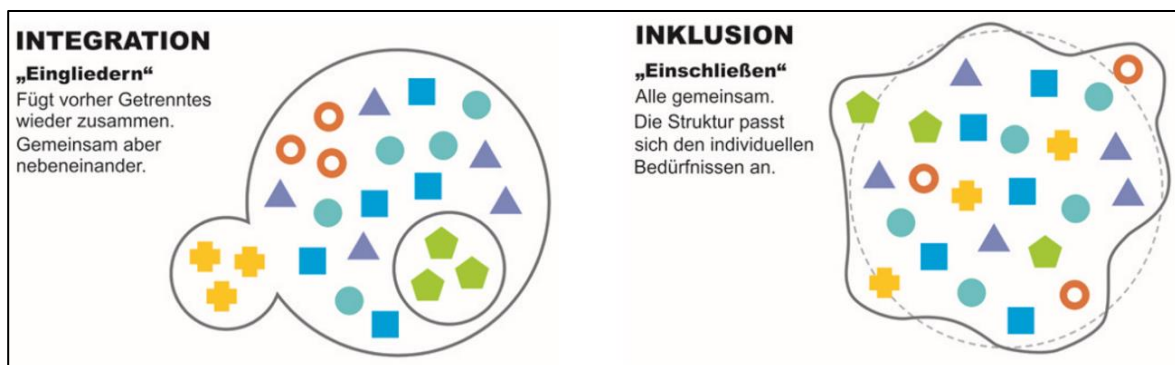 INTEGRATION
„Eingliedern“
Fügt vorher Getrenntes
wieder zusammen.
Gemeinsam aber
nebeneinander.
INKLUSION
„Einschließen“
Alle gemeinsam.
Die Struktur passt
sich den individuellen
Bedürfnissen an.